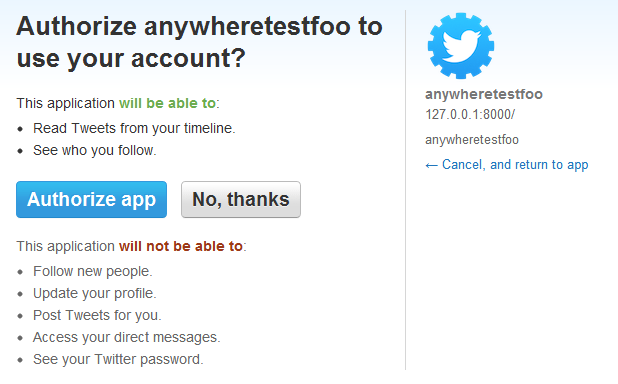 Authorize anywheretestfoo to
use your account?
This application will be able to:
Read Tweets from your timeline.
See who you follow.
Authorize app
No, thanks
This application will not be able to:
Follow new people.
Update your profile.
Post Tweets for you.
Access your direct messages.
See your Twitter password.
anywheretestfoo
127.0.0.1:8000/
anywheretestfoo
← Cancel, and return to app